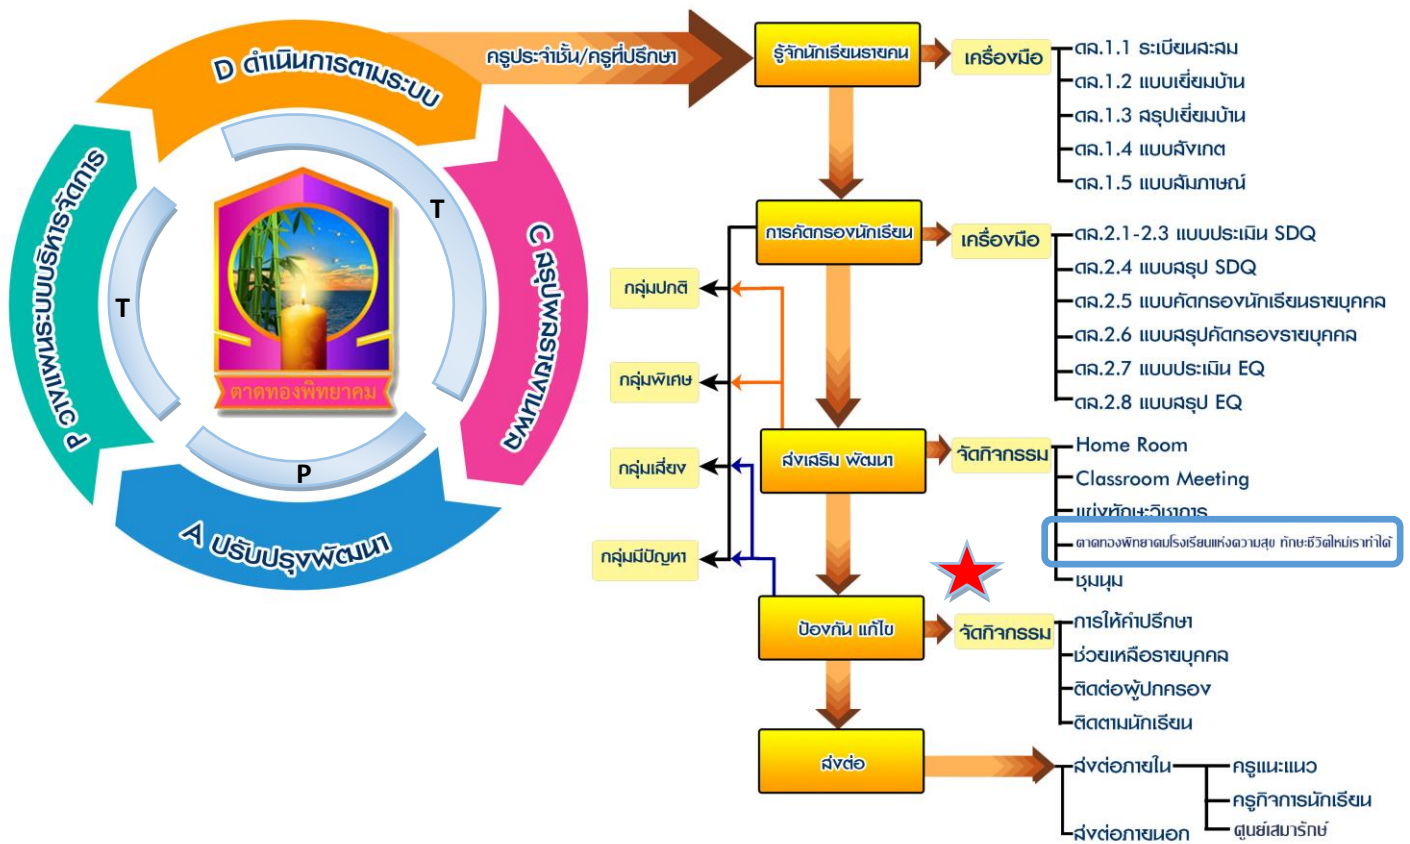 D ดำเนินการตามระบบ
ครูประจำชั้น/ครูที่ปรึกษา
P วางแผนระบบบริหารจัดการ
C สรุปผลรายงานผล
A ปรับปรุงพัฒนา
T
T
P
ตาดทองพิทยาคม
รู้จักนักเรียนรายคน
เครื่องมือ
ดล.1.1 ระเบียนสะสม
ดล.1.2 แบบเยี่ยมบ้าน
ดล.1.3 สรุปเยี่ยมบ้าน
ดล.1.4 แบบสังเกต
ดล.1.5 แบบสัมภาษณ์
การคัดกรองนักเรียน
เครื่องมือ
ดล.2.1-2.3 แบบประเมิน SDQ
ดล.2.4 แบบสรุป SDQ
ดล.2.5 แบบคัดกรองนักเรียนรายบุคคล
ดล.2.6 แบบสรุปคัดกรองรายบุคคล
ดล.2.7 แบบประเมิน EQ
ดล.2.8 แบบสรุป EQ
กลุ่มปกติ
กลุ่มพิเศษ
กลุ่มเสี่ยง
กลุ่มมีปัญหา
ส่งเสริม พัฒนา
จัดกิจกรรม
Home Room
Classroom Meeting
แข่งทักษะวิชาการ
ตาดทองพิทยาคมโรงเรียนแห่งความสุข ทักษะชีวิตใหม่เราทำได้
ชุมนุม
ป้องกัน แก้ไข
จัดกิจกรรม
การให้คำปรึกษา
ช่วยเหลือรายบุคคล
ติดต่อผู้ปกครอง
ติดตามนักเรียน
ส่งต่อ
ส่งต่อภายใน
ครูแนะแนว
ครูกิจการนักเรียน
ศูนย์เสมารักษ์
ส่งต่อภายนอก